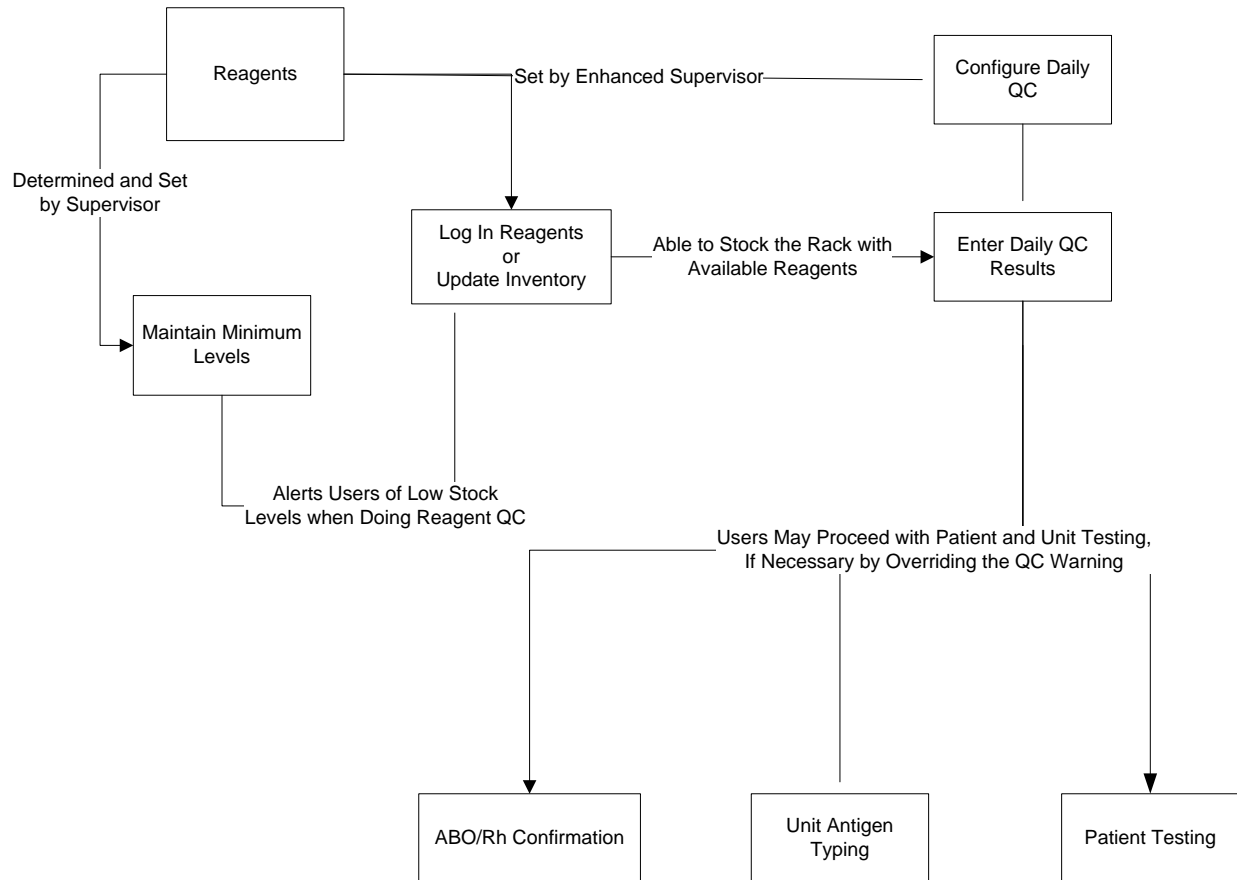 Reagents
Set by Enhanced Supervisor
Configure Daily
QC
Determined and Set
by Supervisor
Log In Reagents
or
Update Inventory
Able to Stock the Rack with
Available Reagents
Enter Daily QC
Results
Maintain Minimum
Levels
Alerts Users of Low Stock
Levels when Doing Reagent QC
Users May Proceed with Patient and Unit Testing,
If Necessary by Overriding the QC Warning
ABO/Rh Confirmation
Unit Antigen
Typing
Patient Testing